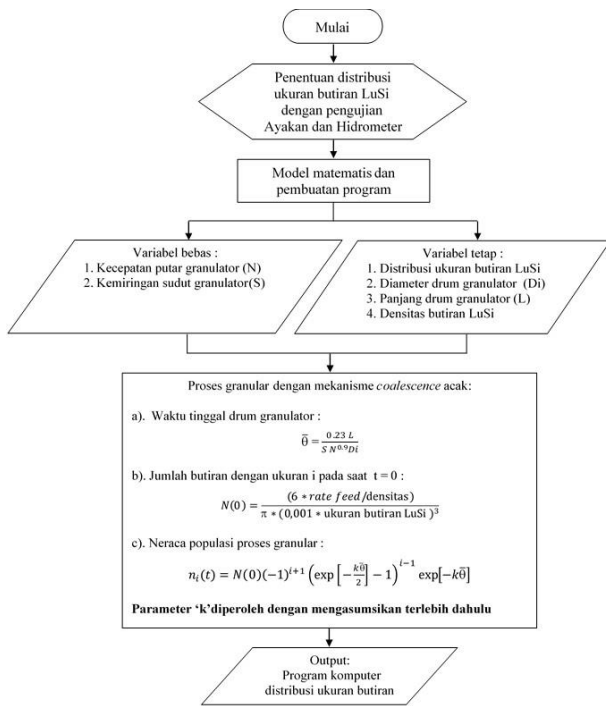 Mulai
Penentuan distribusi
ukuran butiran LuSi
dengan pengujian
Ayakan dan Hidrometer
Model matematis dan
pembuatan program
Variabel bebas :
1. Kecepatan putar granulator (N)
2. Kemiringan sudut granulator(S)
Variabel tetap :
1. Distribusi ukuran butiran LuSi
2. Diameter drum granulator (Di)
3. Panjang drum granulator (L)
4. Densitas butiran LuSi
Proses granular dengan mekanisme coalescence acak:
a). Waktu tinggal drum granulator :
θ̅ = 0.23 L / S N^0.9 Di
b). Jumlah butiran dengan ukuran i pada saat t = 0 :
N(0) = (6 * rate feed/densitas) / π * (0,001 * ukuran butiran LuSi )^3
c). Neraca populasi proses granular :
n_i(t) = N(0)(−1)^{i+1} (exp [−kθ̅/2] − 1)^{i−1} exp[−kθ̅]
Parameter ‘k’diperoleh dengan mengasumsikan terlebih dahulu
Output:
Program komputer
distribusi ukuran butiran